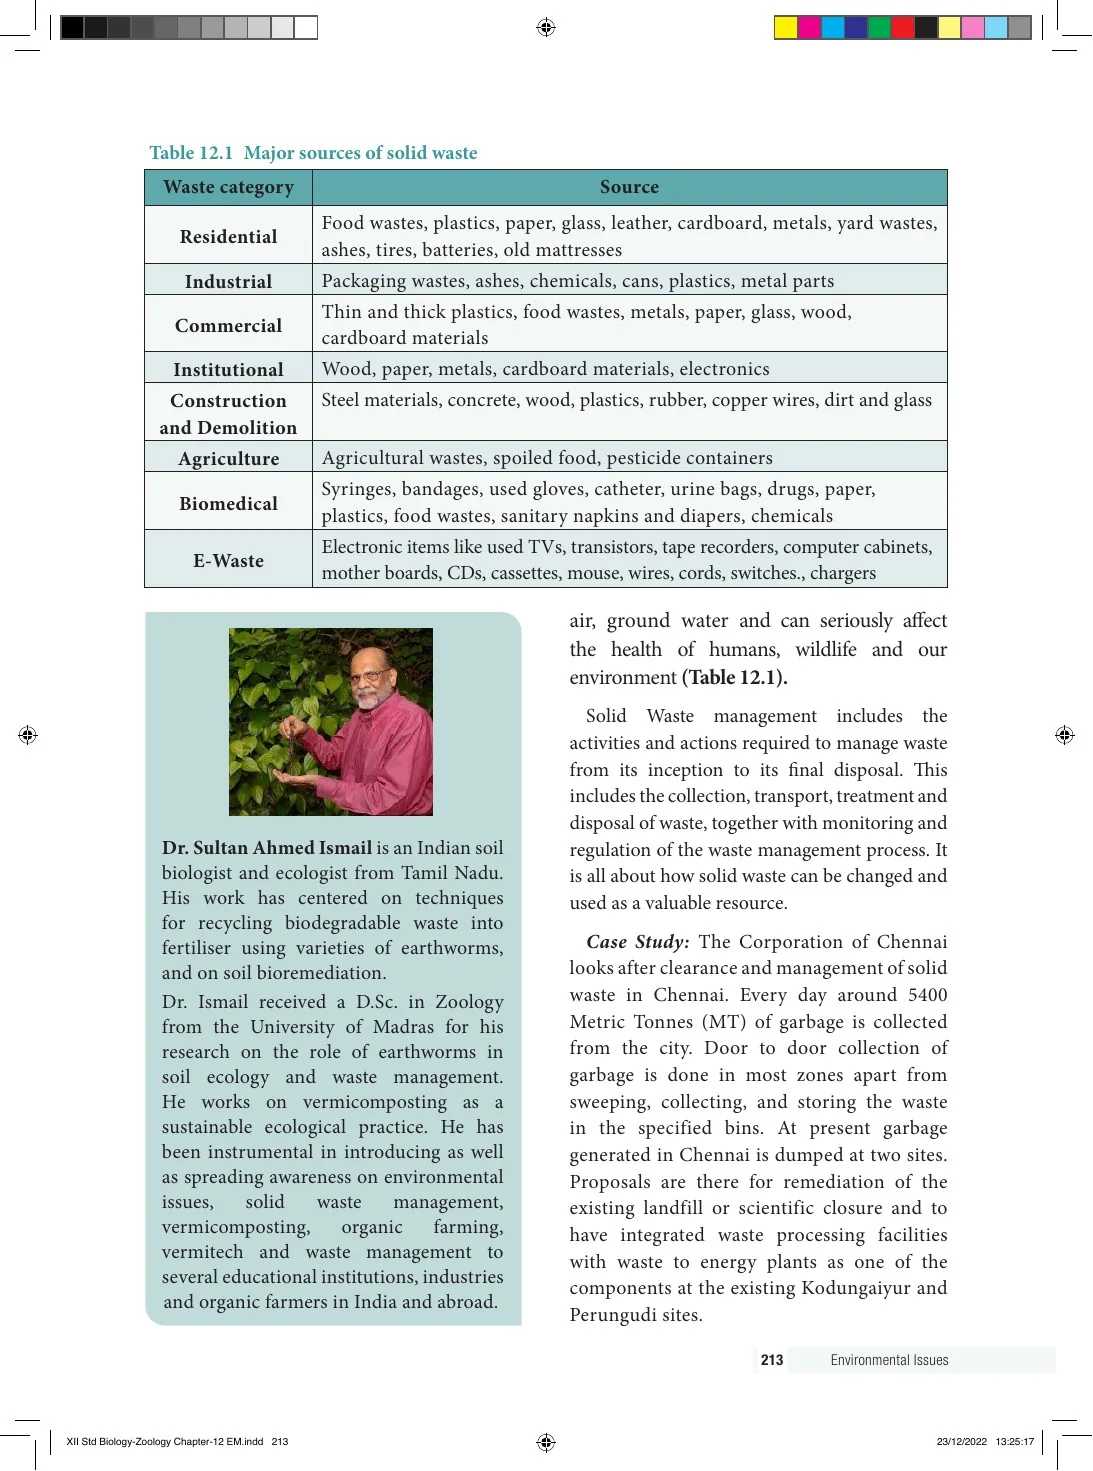 Table 12.1 Major sources of solid waste
Waste category Source
Residential Food wastes, plastics, paper, glass, leather, cardboard, metals, yard wastes,
ashes, tires, batteries, old mattresses
Industrial Packaging wastes, ashes, chemicals, cans, plastics, metal parts
Commercial Thin and thick plastics, food wastes, metals, paper, glass, wood,
cardboard materials
Institutional Wood, paper, metals, cardboard materials, electronics
Construction
and Demolition Steel materials, concrete, wood, plastics, rubber, copper wires, dirt and glass
Agriculture Agricultural wastes, spoiled food, pesticide containers
Biomedical Syringes, bandages, used gloves, catheter, urine bags, drugs, paper,
plastics, food wastes, sanitary napkins and diapers, chemicals
E-Waste Electronic items like used TVs, transistors, tape recorders, computer cabinets,
mother boards, CDs, cassettes, mouse, wires, cords, switches., chargers
Dr. Sultan Ahmed Ismail is an Indian soil
biologist and ecologist from Tamil Nadu.
His work has centered on techniques
for recycling biodegradable waste into
fertiliser using varieties of earthworms,
and on soil bioremediation.
Dr. Ismail received a D.Sc. in Zoology
from the University of Madras for his
research on the role of earthworms in
soil ecology and waste management.
He works on vermicomposting as a
sustainable ecological practice. He has
been instrumental in introducing as well
as spreading awareness on environmental
issues, solid waste management,
vermicomposting, organic farming,
vermitech and waste management to
several educational institutions, industries
and organic farmers in India and abroad.
air, ground water and can seriously affect
the health of humans, wildlife and our
environment (Table 12.1).
Solid Waste management includes the
activities and actions required to manage waste
from its inception to its final disposal. This
includes the collection, transport, treatment and
disposal of waste, together with monitoring and
regulation of the waste management process. It
is all about how solid waste can be changed and
used as a valuable resource.
Case Study: The Corporation of Chennai
looks after clearance and management of solid
waste in Chennai. Every day around 5400
Metric Tonnes (MT) of garbage is collected
from the city. Door to door collection of
garbage is done in most zones apart from
sweeping, collecting, and storing the waste
in the specified bins. At present garbage
generated in Chennai is dumped at two sites.
Proposals are there for remediation of the
existing landfill or scientific closure and to
have integrated waste processing facilities
with waste to energy plants as one of the
components at the existing Kodungaiyur and
Perungudi sites.
213 Environmental Issues
XII Std Biology-Zoology Chapter-12 EM.indd 213 23/12/2022 13:25:17